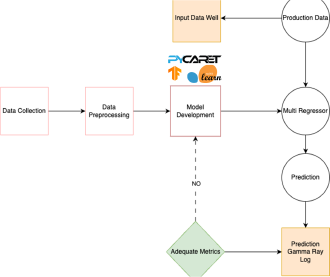 Input Data Well
Production Data
PYCARET
learn
Data Collection
Data
Preprocessing
Model
Development
Multi Regressor
NO
Prediction
Adequate Metrics
Prediction
Gamma Ray
Log